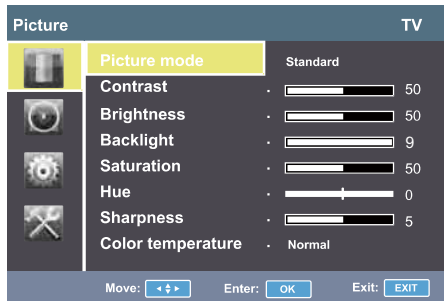 Picture TV
Picture mode Standard
Contrast 50
Brightness 50
Backlight 9
Saturation 50
Hue 0
Sharpness 5
Color temperature Normal
Move: Enter: OK Exit: EXIT